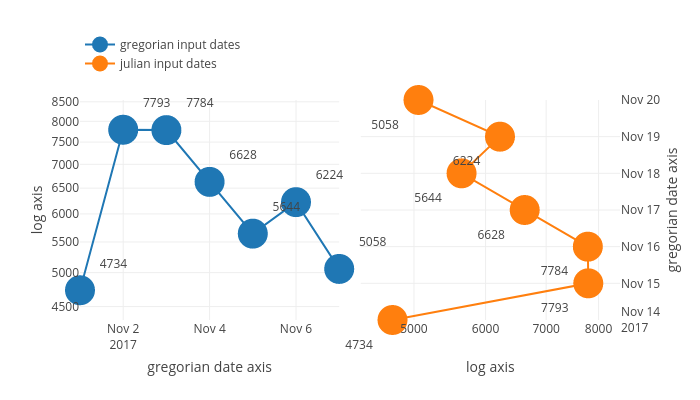 gregorian input dates
julian input dates
8500
8000
7500
7000
6500
6000
5500
5000
4500
log axis
4734
7793
7784
6628
5644
6224
5058
Nov 2
2017
Nov 4
Nov 6
gregorian date axis
5058
6224
5644
6628
7784
7793
4734
5000
6000
7000
8000
log axis
Nov 20
Nov 19
Nov 18
Nov 17
Nov 16
Nov 15
Nov 14
2017
gregorian date axis